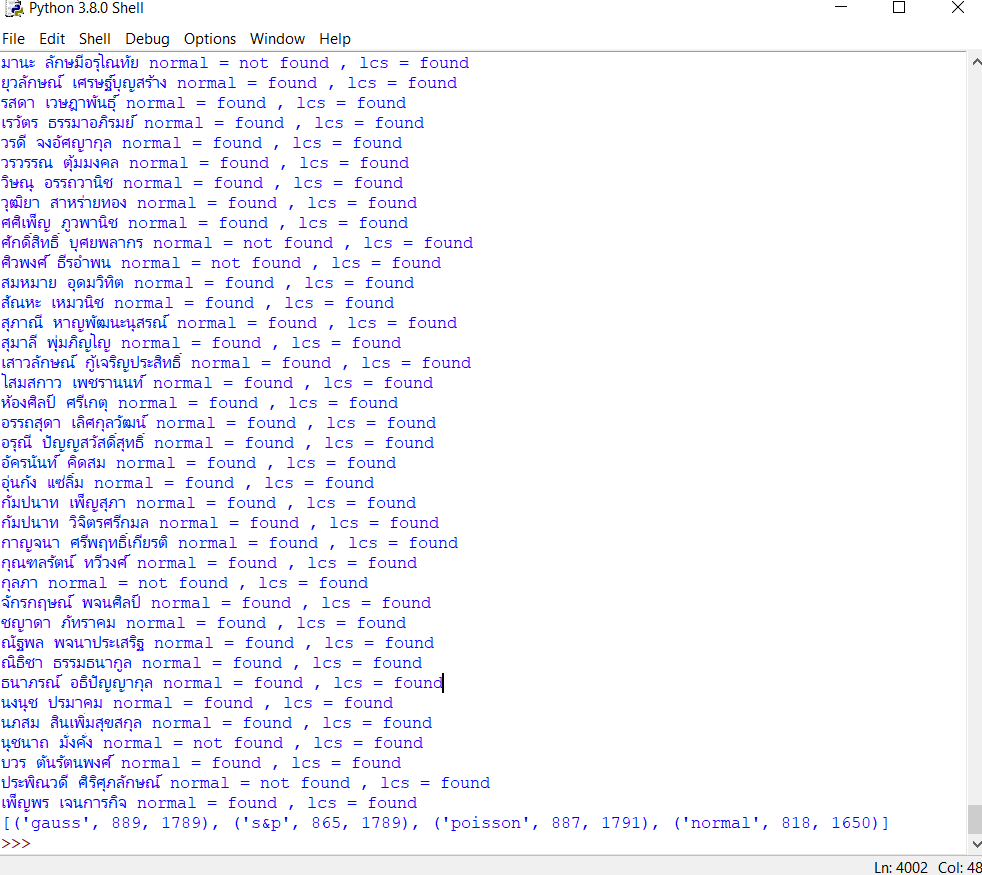 Python 3.8.0 Shell
File Edit Shell Debug Options Window Help
มานะ ลักษมีอรุโณทัย normal = not found , lcs = found
ยุวลักษณ์ เศรษฐ์บุญสร้าง normal = found , lcs = found
รสดา เวษฎาพันธุ์ normal = found , lcs = found
เรวัตร ธรรมาอภิรมย์ normal = found , lcs = found
วรดี จงอัศญากุล normal = found , lcs = found
วรวรรณ ตุ้มมงคล normal = found , lcs = found
วิษณุ อรรถวานิช normal = found , lcs = found
วุฒิยา สาหร่ายทอง normal = found , lcs = found
ศศิเพ็ญ ภูวพานิช normal = found , lcs = found
ศักดิ์สิทธิ์ บุศยพลากร normal = not found , lcs = found
ศิวพงศ์ ธีรอำพน normal = not found , lcs = found
สมหมาย อุดมวิทิต normal = found , lcs = found
สัณหะ เหมวนิช normal = found , lcs = found
สุภาณี หาญพัฒนะนุสรณ์ normal = found , lcs = found
สุมาลี พุ่มภิญโญ normal = found , lcs = found
เสาวลักษณ์ กู้เจริญประสิทธิ์ normal = found , lcs = found
โสมสกาว เพชรานนท์ normal = found , lcs = found
ห้องศิลป์ ศรีเกตุ normal = found , lcs = found
อรรถสุดา เลิศกุลวัฒน์ normal = found , lcs = found
อรุณี ปัญญสวัสดิ์สุทธิ์ normal = found , lcs = found
อัครนันท์ คิดสม normal = found , lcs = found
อุ่นกัง แซ่ลิ้ม normal = found , lcs = found
กัมปนาท เพ็ญสุภา normal = found , lcs = found
กัมปนาท วิจิตรศรีกมล normal = found , lcs = found
กาญจนา ศรีพฤทธิ์เกียรติ normal = found , lcs = found
กุณฑลรัตน์ ทวีวงศ์ normal = found , lcs = found
กุลภา normal = not found , lcs = found
จักรกฤษณ์ พจนศิลป์ normal = found , lcs = found
ชญาดา ภัทราคม normal = found , lcs = found
ณัฐพล พจนาประเสริฐ normal = found , lcs = found
ณิธิชา ธรรมธนากูล normal = found , lcs = found
ธนาภรณ์ อธิปัญญากุล normal = found , lcs = found
นงนุช ปรมาคม normal = found , lcs = found
นภสม สินเพิ่มสุขสกุล normal = found , lcs = found
นุชนาถ มั่งคั่ง normal = not found , lcs = found
บวร ตันรัตนพงศ์ normal = found , lcs = found
ประพิณวดี ศิริศุภลักษณ์ normal = not found , lcs = found
เพ็ญพร เจนการกิจ normal = found , lcs = found
[('gauss', 889, 1789), ('s&p', 865, 1789), ('poisson', 887, 1791), ('normal', 818, 1650)]
>>>
Ln: 4002 Col: 48